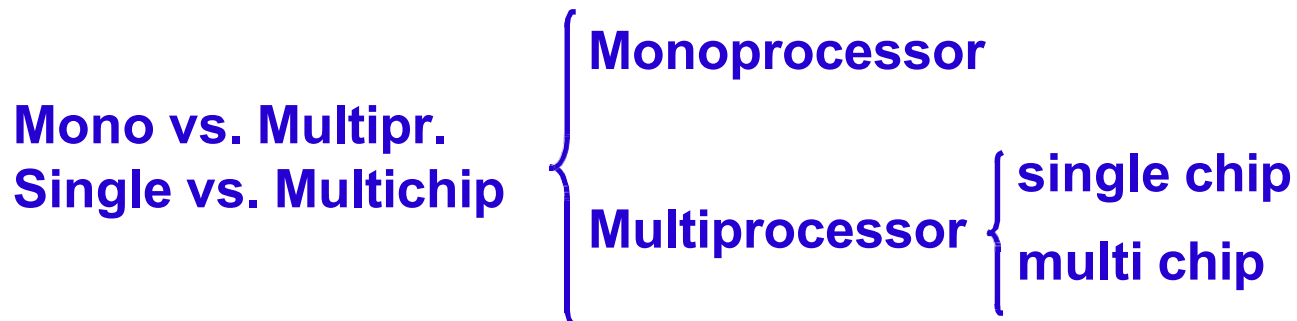 Monoprocessor
Mono vs. Multipr.
Single vs. Multichip
Multiprocessor
single chip
multi chip